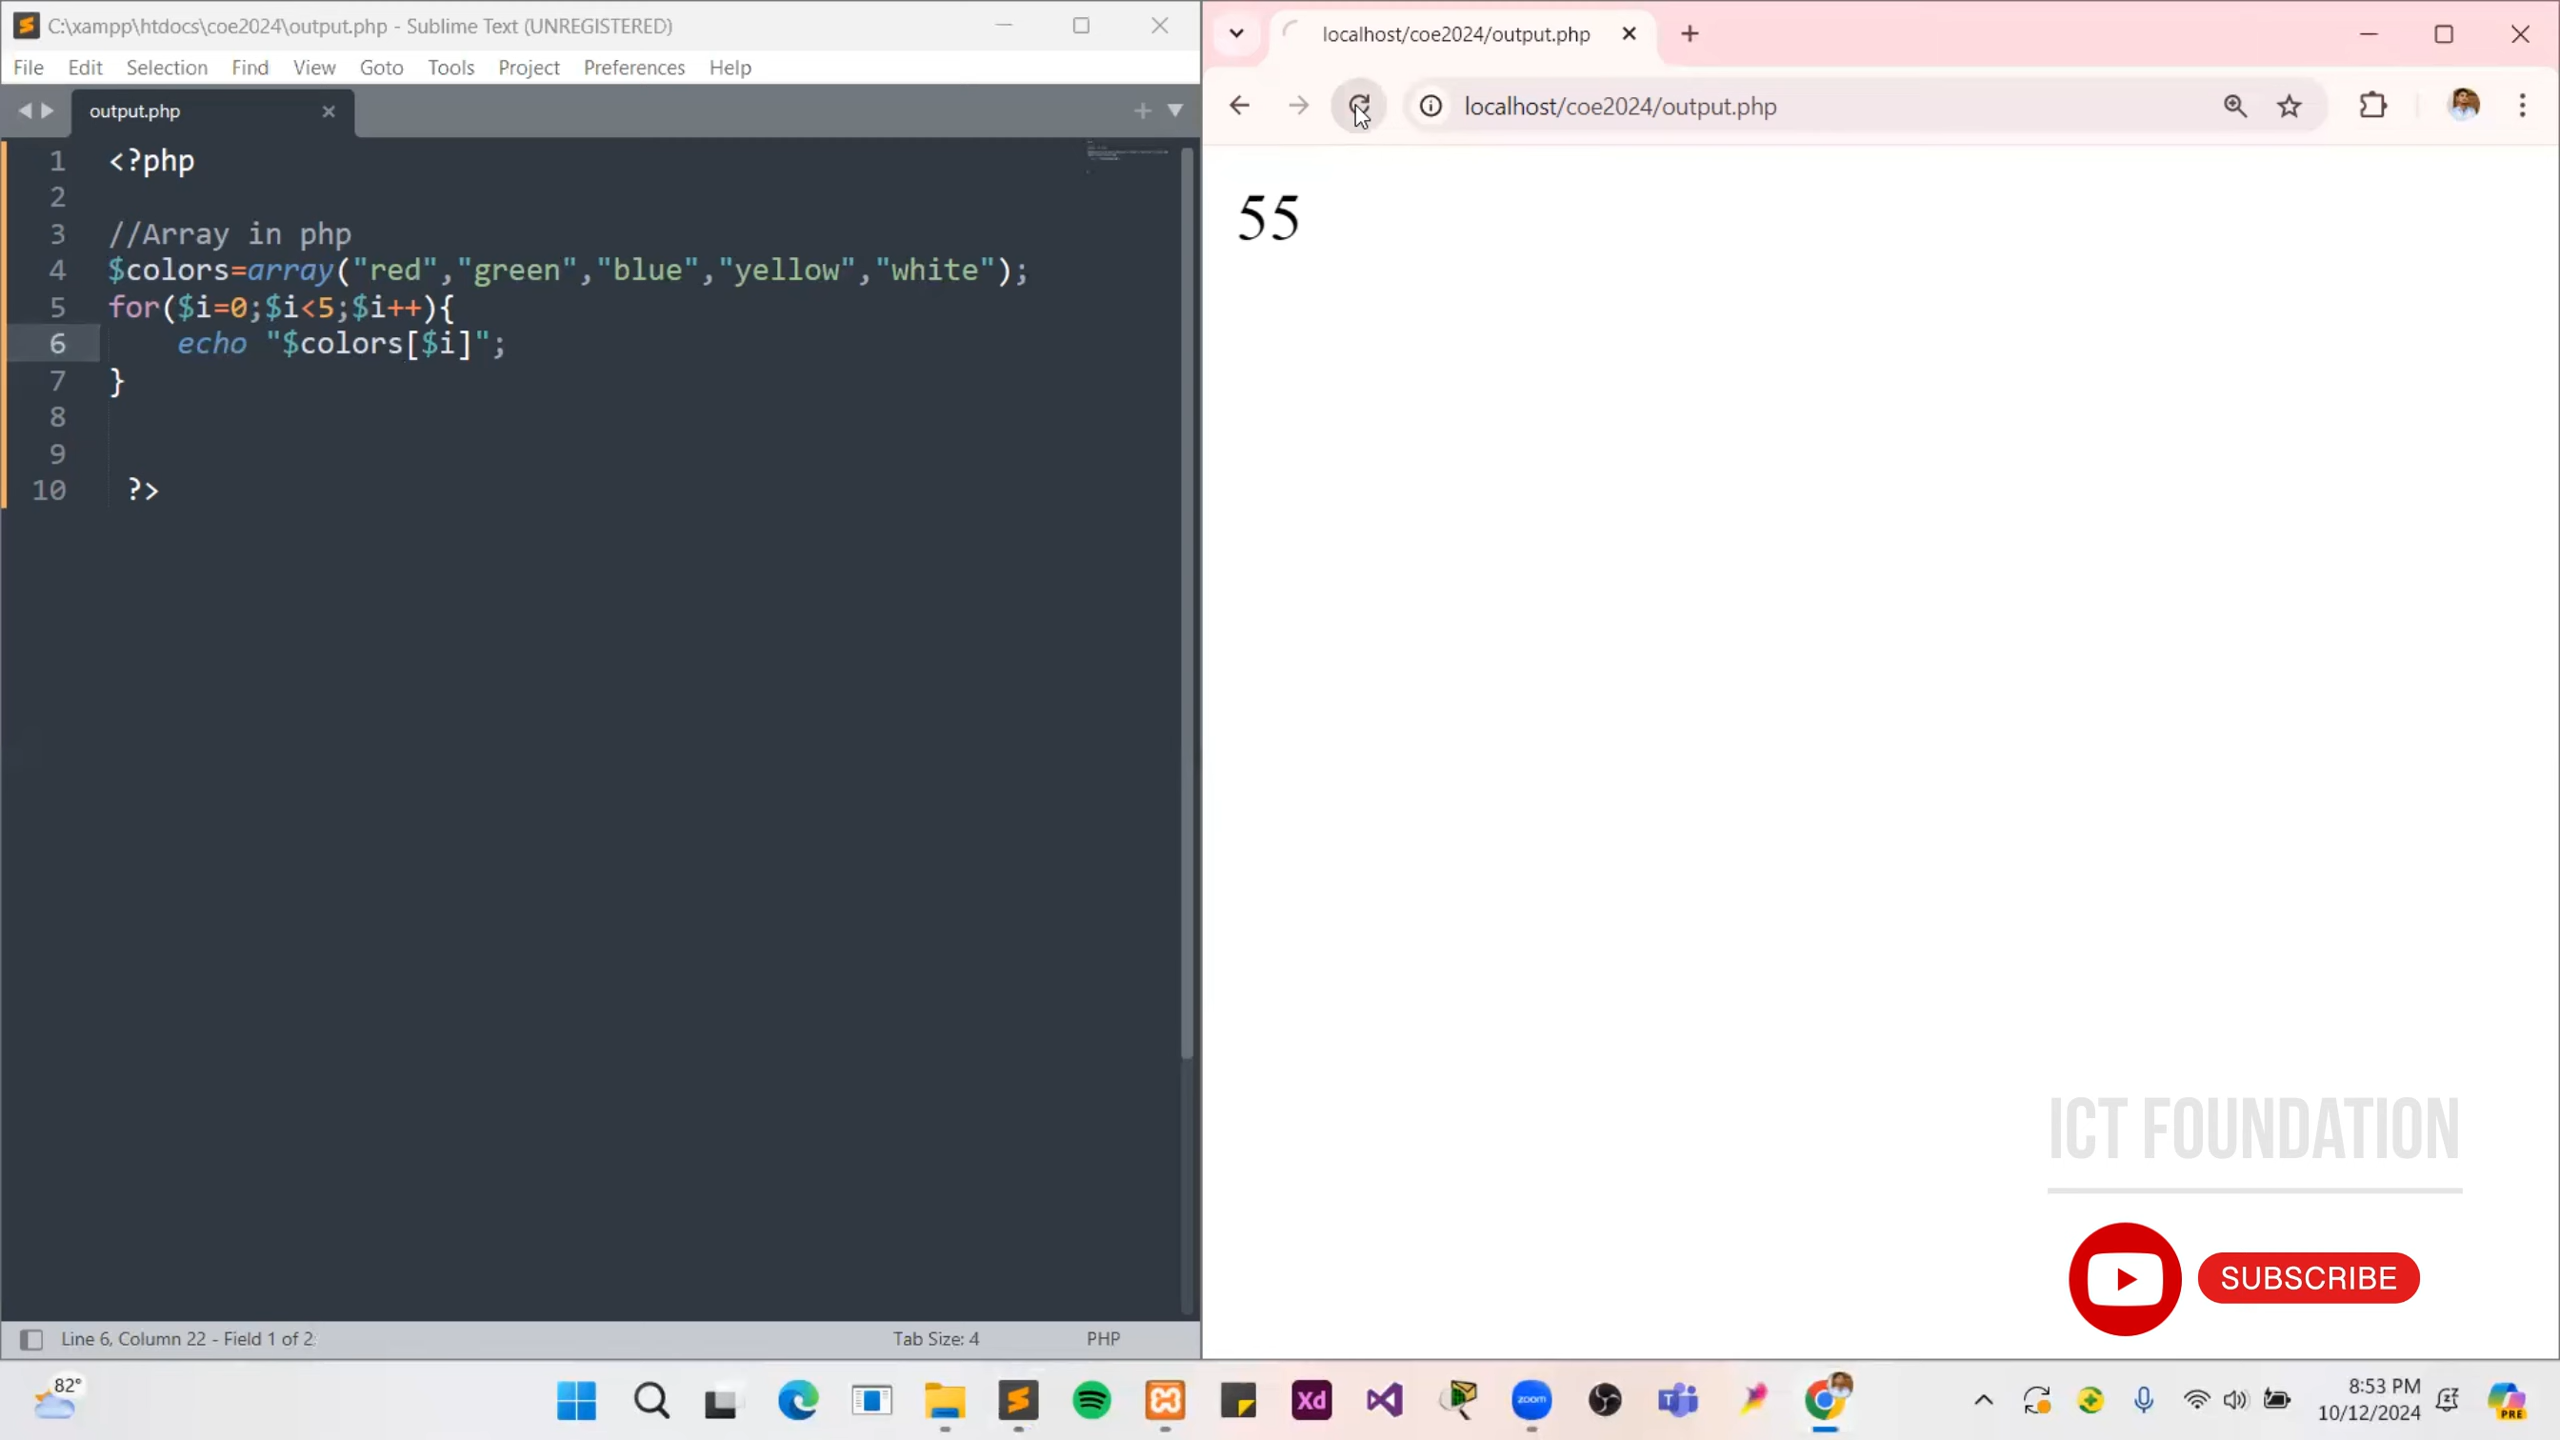 C:\xampp\htdocs\coe2024\output.php - Sublime Text (UNREGISTERED)
File Edit Selection Find View Goto Tools Project Preferences Help
output.php
1 <?php
2
3 //Array in php
4 $colors=array("red","green","blue","yellow","white");
5 for($i=0;$i<5;$i++){
6 echo "$colors[$i]";
7 }
8
9
10 ?>
Line 6, Column 22 - Field 1 of 2
Tab Size: 4
PHP
localhost/coe2024/output.php
localhost/coe2024/output.php
55
ICT FOUNDATION
SUBSCRIBE
82°
Xd
zoom
T
8:53 PM
10/12/2024
PRE